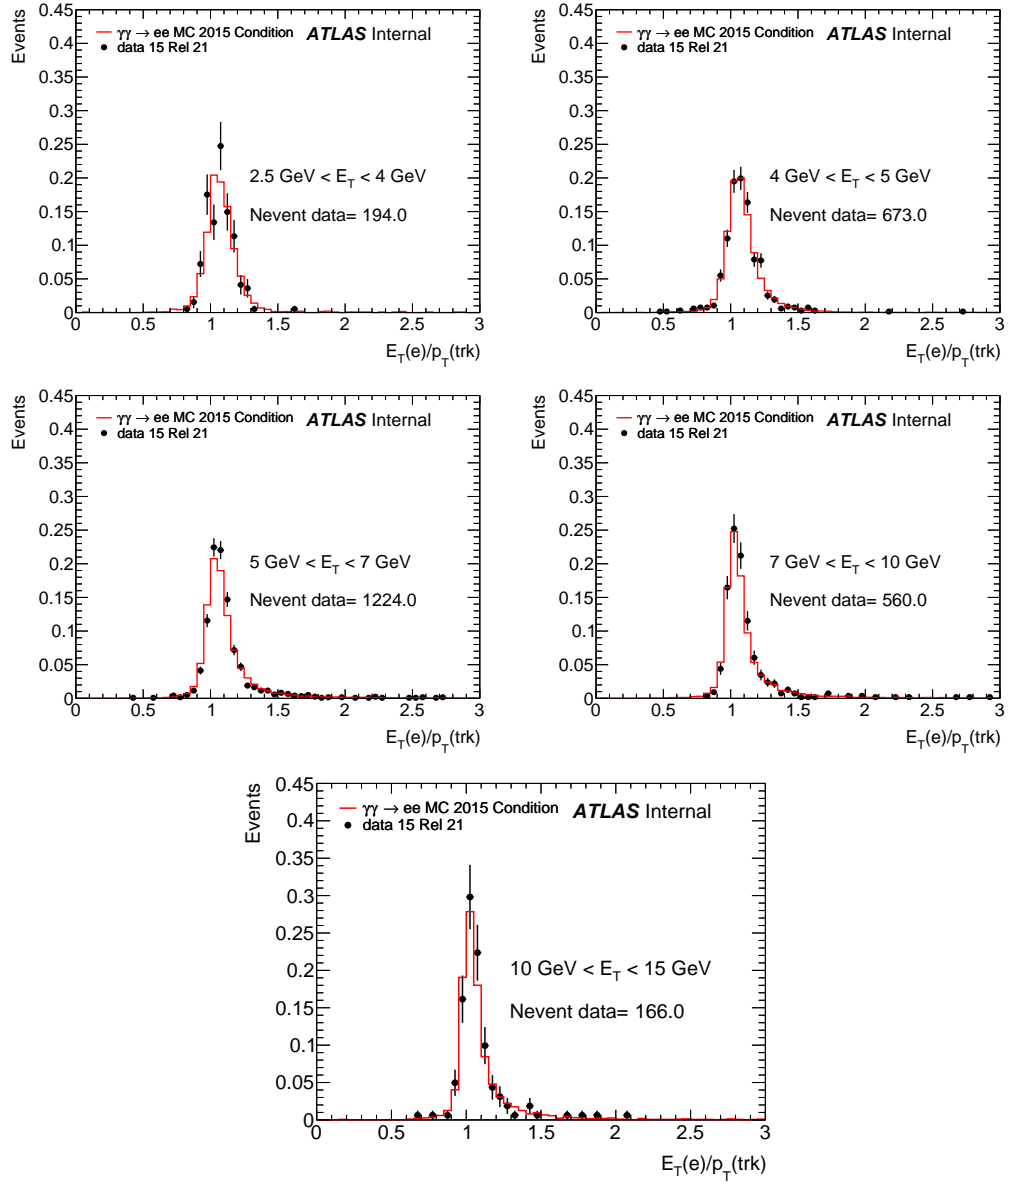 Events
0.45
0.4
0.35
0.3
0.25
0.2
0.15
0.1
0.05
0
γγ → ee MC 2015 Condition
data 15 Rel 21
ATLAS Internal
2.5 GeV < E_T < 4 GeV
Nevent data= 194.0
0 0.5 1 1.5 2 2.5 3
E_T(e)/p_T(trk)
Events
0.45
0.4
0.35
0.3
0.25
0.2
0.15
0.1
0.05
0
γγ → ee MC 2015 Condition
data 15 Rel 21
ATLAS Internal
4 GeV < E_T < 5 GeV
Nevent data= 673.0
0 0.5 1 1.5 2 2.5 3
E_T(e)/p_T(trk)
Events
0.45
0.4
0.35
0.3
0.25
0.2
0.15
0.1
0.05
0
γγ → ee MC 2015 Condition
data 15 Rel 21
ATLAS Internal
5 GeV < E_T < 7 GeV
Nevent data= 1224.0
0 0.5 1 1.5 2 2.5 3
E_T(e)/p_T(trk)
Events
0.45
0.4
0.35
0.3
0.25
0.2
0.15
0.1
0.05
0
γγ → ee MC 2015 Condition
data 15 Rel 21
ATLAS Internal
7 GeV < E_T < 10 GeV
Nevent data= 560.0
0 0.5 1 1.5 2 2.5 3
E_T(e)/p_T(trk)
Events
0.45
0.4
0.35
0.3
0.25
0.2
0.15
0.1
0.05
0
γγ → ee MC 2015 Condition
data 15 Rel 21
ATLAS Internal
10 GeV < E_T < 15 GeV
Nevent data= 166.0
0 0.5 1 1.5 2 2.5 3
E_T(e)/p_T(trk)